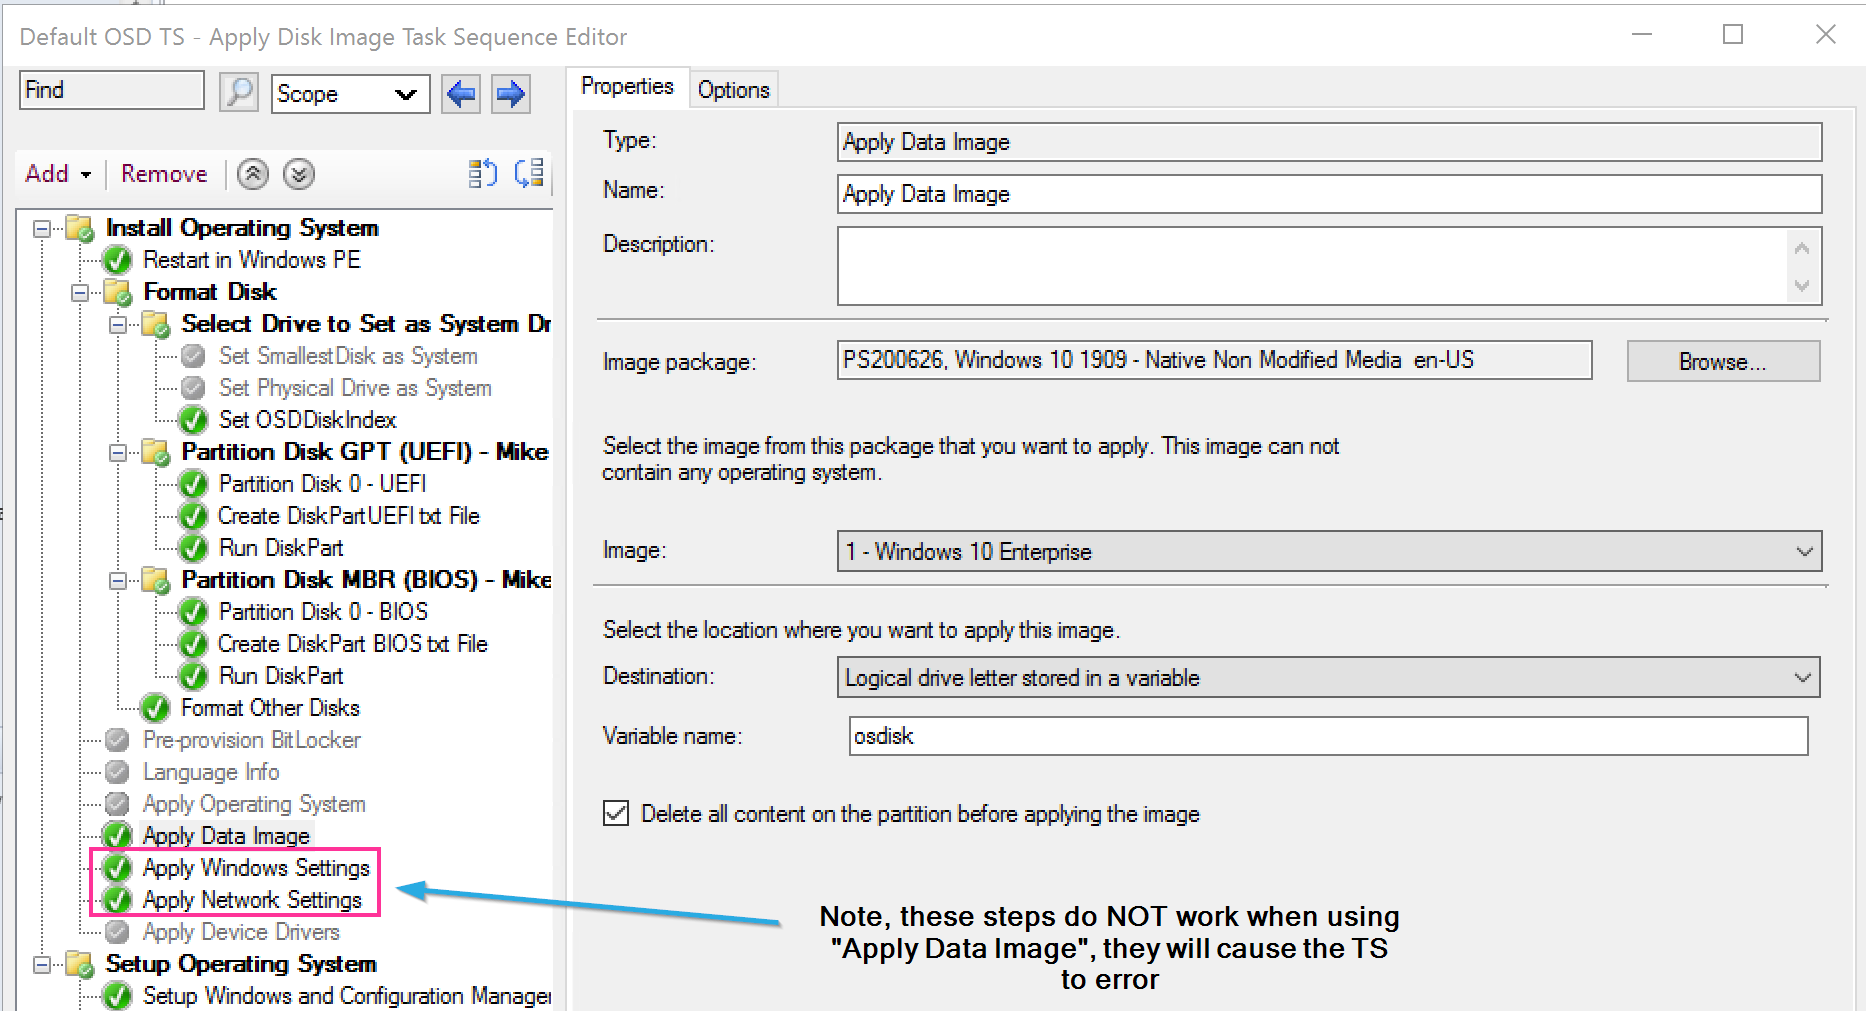 Default OSD TS - Apply Disk Image Task Sequence Editor
Find
Scope
Properties
Options
Add
Remove
Install Operating System
Restart in Windows PE
Format Disk
Select Drive to Set as System Dr
Set SmallestDisk as System
Set Physical Drive as System
Set OSDDiskIndex
Partition Disk GPT (UEFI) - Mike
Partition Disk 0 - UEFI
Create DiskPartUEFI txt File
Run DiskPart
Partition Disk MBR (BIOS) - Mike
Partition Disk 0 - BIOS
Create DiskPart BIOS txt File
Run DiskPart
Format Other Disks
Pre-provision BitLocker
Language Info
Apply Operating System
Apply Data Image
Apply Windows Settings
Apply Network Settings
Apply Device Drivers
Setup Operating System
Setup Windows and Configuration Manager
Type:
Apply Data Image
Name:
Apply Data Image
Description:
Image package:
PS200626, Windows 10 1909 - Native Non Modified Media  en-US
Browse...
Select the image from this package that you want to apply. This image can not
contain any operating system.
Image:
1 - Windows 10 Enterprise
Select the location where you want to apply this image.
Destination:
Logical drive letter stored in a variable
Variable name:
osdisk
Delete all content on the partition before applying the image
Note, these steps do NOT work when using
"Apply Data Image", they will cause the TS
to error